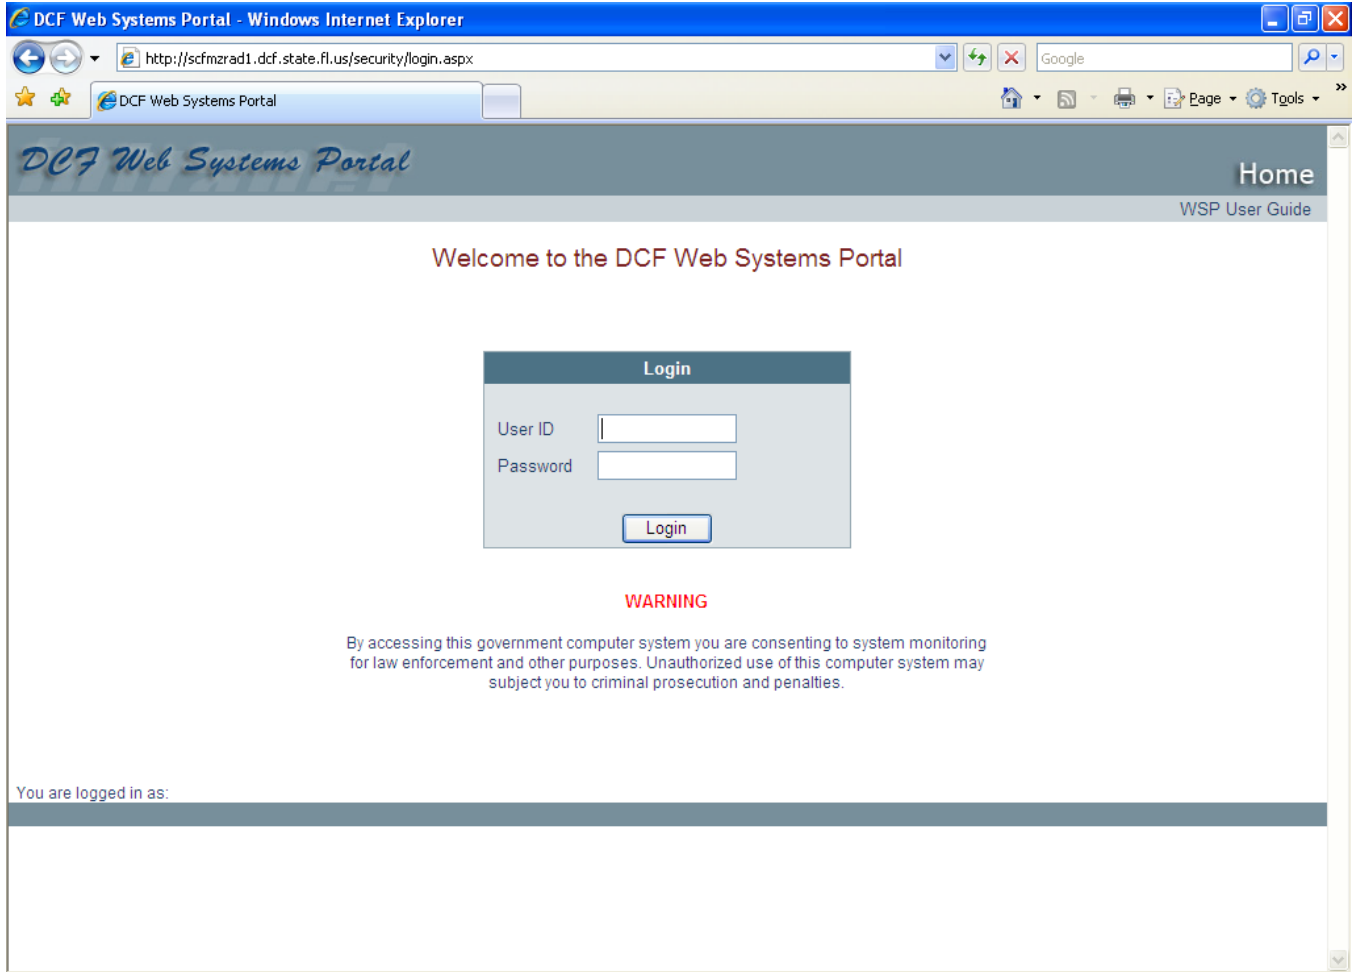 DCF Web Systems Portal - Windows Internet Explorer
http://scfmzrad1.dcf.state.fl.us/security/login.aspx
Google
DCF Web Systems Portal
Page
Tools
»
DCF Web Systems Portal
Home
WSP User Guide
Welcome to the DCF Web Systems Portal
Login
User ID
Password
Login
WARNING
By accessing this government computer system you are consenting to system monitoring
for law enforcement and other purposes. Unauthorized use of this computer system may
subject you to criminal prosecution and penalties.
You are logged in as: